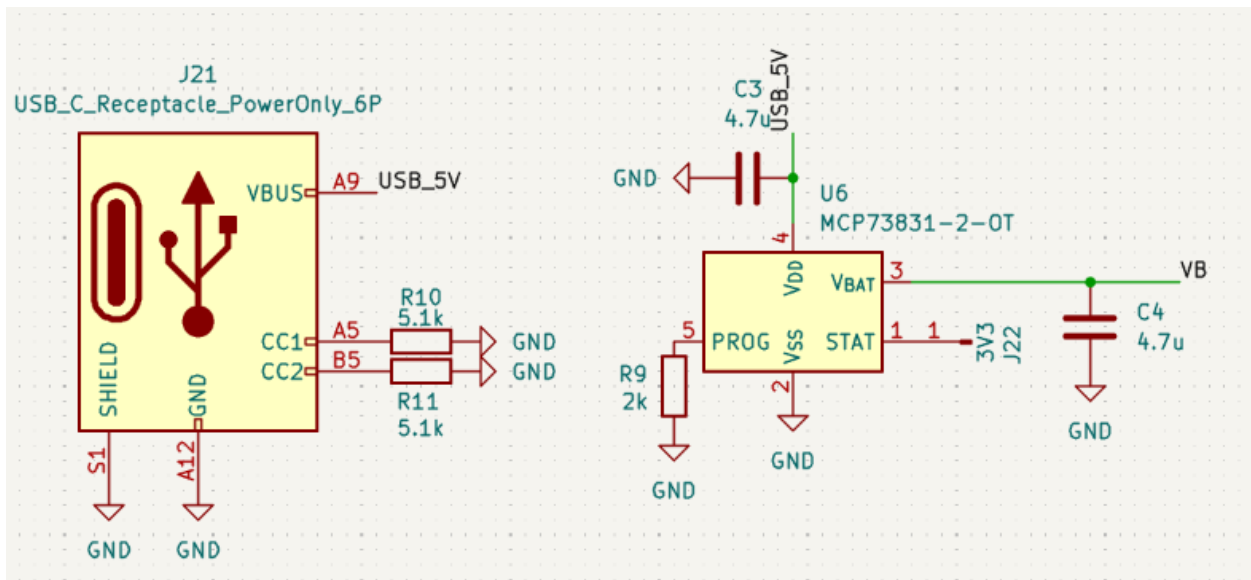 J21
USB_C_Receptacle_PowerOnly_6P
VBUS
A9
USB_5V
CC1
A5
R10
5.1k
GND
CC2
B5
R11
5.1k
GND
SHIELD
GND
S1
A12
GND
GND
USB_5V
C3
4.7u
GND
U6
MCP73831-2-OT
4
VDD
VBAT
3
VB
5
PROG
VSS
STAT
1
1
3V3
J22
C4
4.7u
GND
R9
2k
GND
2
GND